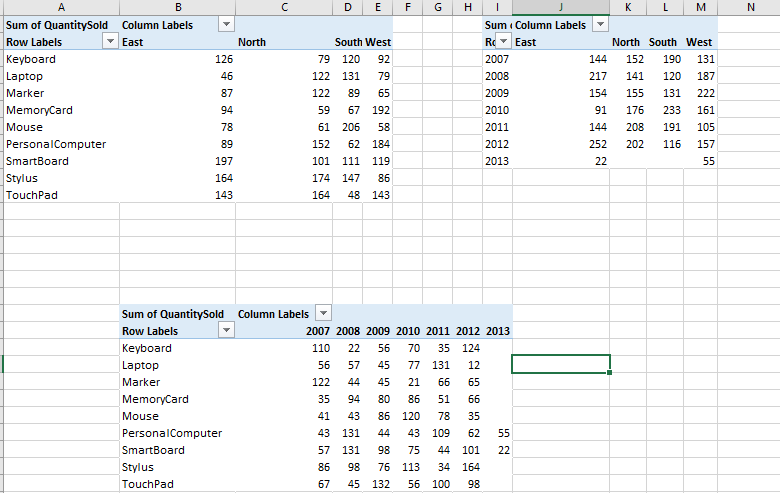 A B C D E F G H I J K L M N
Sum of QuantitySold Column Labels
Row Labels East North South West
Keyboard 126 79 120 92
Laptop 46 122 131 79
Marker 87 122 89 65
MemoryCard 94 59 67 192
Mouse 78 61 206 58
PersonalComputer 89 152 62 184
SmartBoard 197 101 111 119
Stylus 164 174 147 86
TouchPad 143 164 48 143
Sum Column Labels
East North South West
2007 144 152 190 131
2008 217 141 120 187
2009 154 155 131 222
2010 91 176 233 161
2011 144 208 191 105
2012 252 202 116 157
2013 22 55
Sum of QuantitySold Column Labels
Row Labels 2007 2008 2009 2010 2011 2012 2013
Keyboard 110 22 56 70 35 124
Laptop 56 57 45 77 131 12
Marker 122 44 45 21 66 65
MemoryCard 35 94 80 86 51 66
Mouse 41 43 86 120 78 35
PersonalComputer 43 131 44 43 109 62 55
SmartBoard 57 131 98 75 44 101 22
Stylus 86 98 76 113 34 164
TouchPad 67 45 132 56 100 98